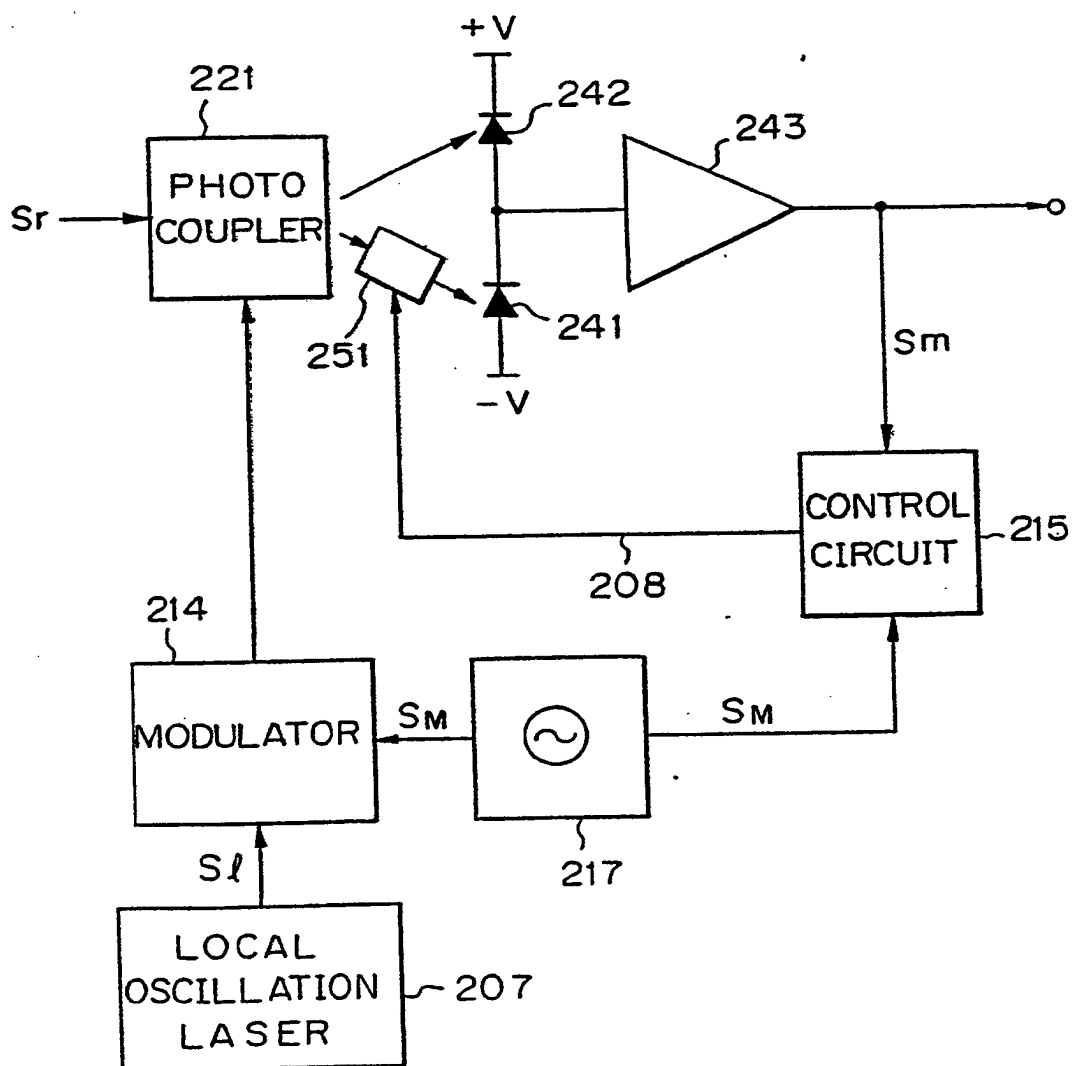 +V
221
242
243
PHOTO
COUPLER
Sr
251
241
-V
Sm
CONTROL
CIRCUIT
215
208
214
MODULATOR
SM
SM
217
Sℓ
LOCAL
OSCILLATION
LASER
207